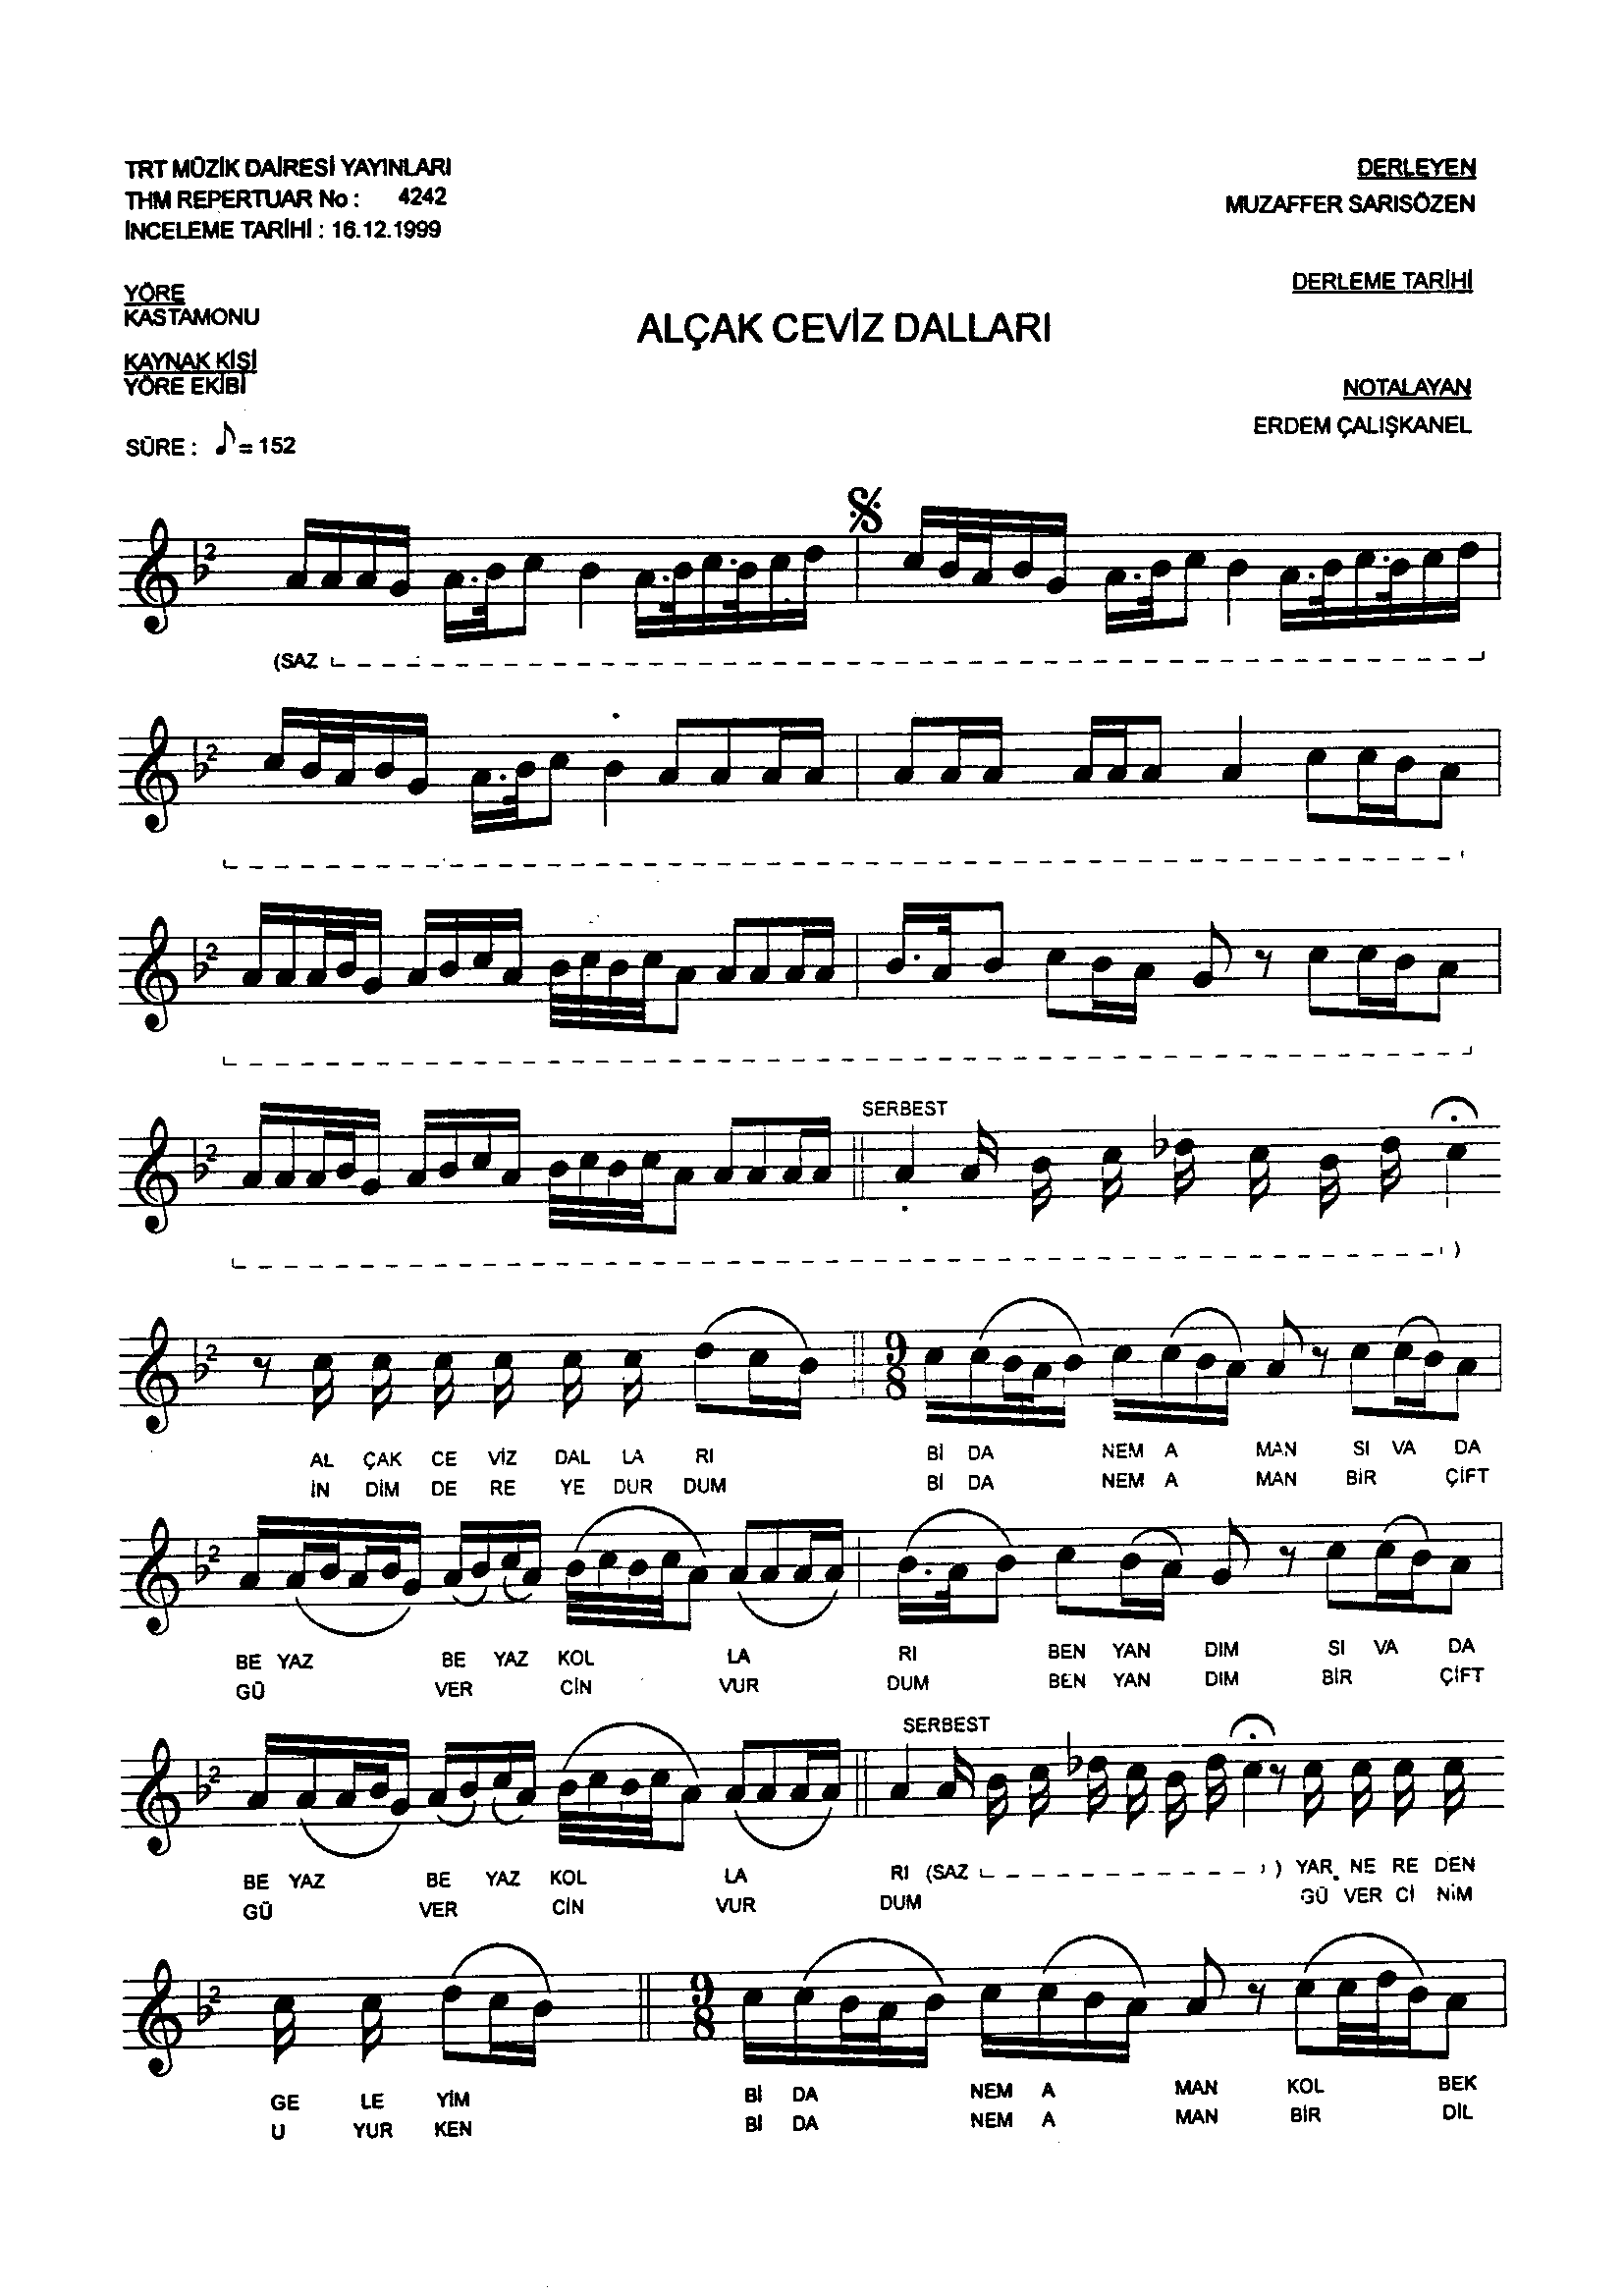 TRT MÜZİK DAİRESİ YAYINLARI
THM REPERTUAR No : 4242
İNCELEME TARİHİ : 16.12.1999
DERLEYEN
MUZAFFER SARISÖZEN
YÖRE
KASTAMONU
DERLEME TARİHİ
ALÇAK CEVİZ DALLARI
KAYNAK KİŞİ
YÖRE EKİBİ
NOTALAYAN
ERDEM ÇALIŞKANEL
SÜRE : ♪ = 152
(SAZ
SERBEST
)
9 8
AL ÇAK CE VİZ DAL LA RI Bİ DA NEM A MAN SI VA DA
İN DİM DE RE YE DUR DUM Bİ DA NEM A MAN BİR ÇİFT
BE YAZ BE YAZ KOL LA RI BEN YAN DIM SI VA DA
GÜ VER CİN VUR DUM BEN YAN DIM BİR ÇİFT
SERBEST
BE YAZ BE YAZ KOL LA RI (SAZ ) YAR NE RE DEN
GÜ VER CİN VUR DUM GÜ VER Cİ NİM
9 8
GE LE YİM Bİ DA NEM A MAN KOL BEK
U YUR KEN Bİ DA NEM A MAN BİR DİL